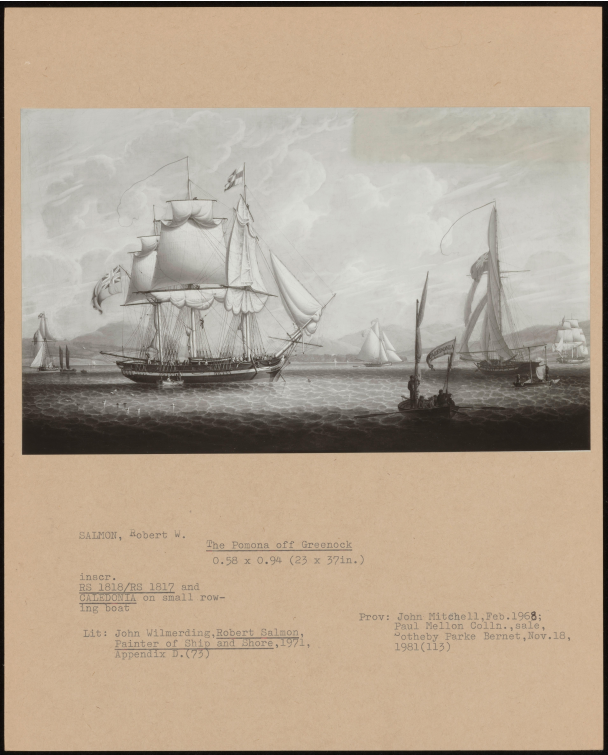 SALMON, Robert W.
The Pomona off Greenock
0.58 x 0.94 (23 x 37in.)
inscr.
RS 1818/RS 1817 and
CALEDONIA on small row-
ing boat
Lit: John Wilmerding,Robert Salmon,
Painter of Ship and Shore,1971,
Appendix D.(73)
Prov: John Mitchell,Feb.1968;
Paul Mellon Colln.,sale,
Sotheby Parke Bernet,Nov.18,
1981(113)